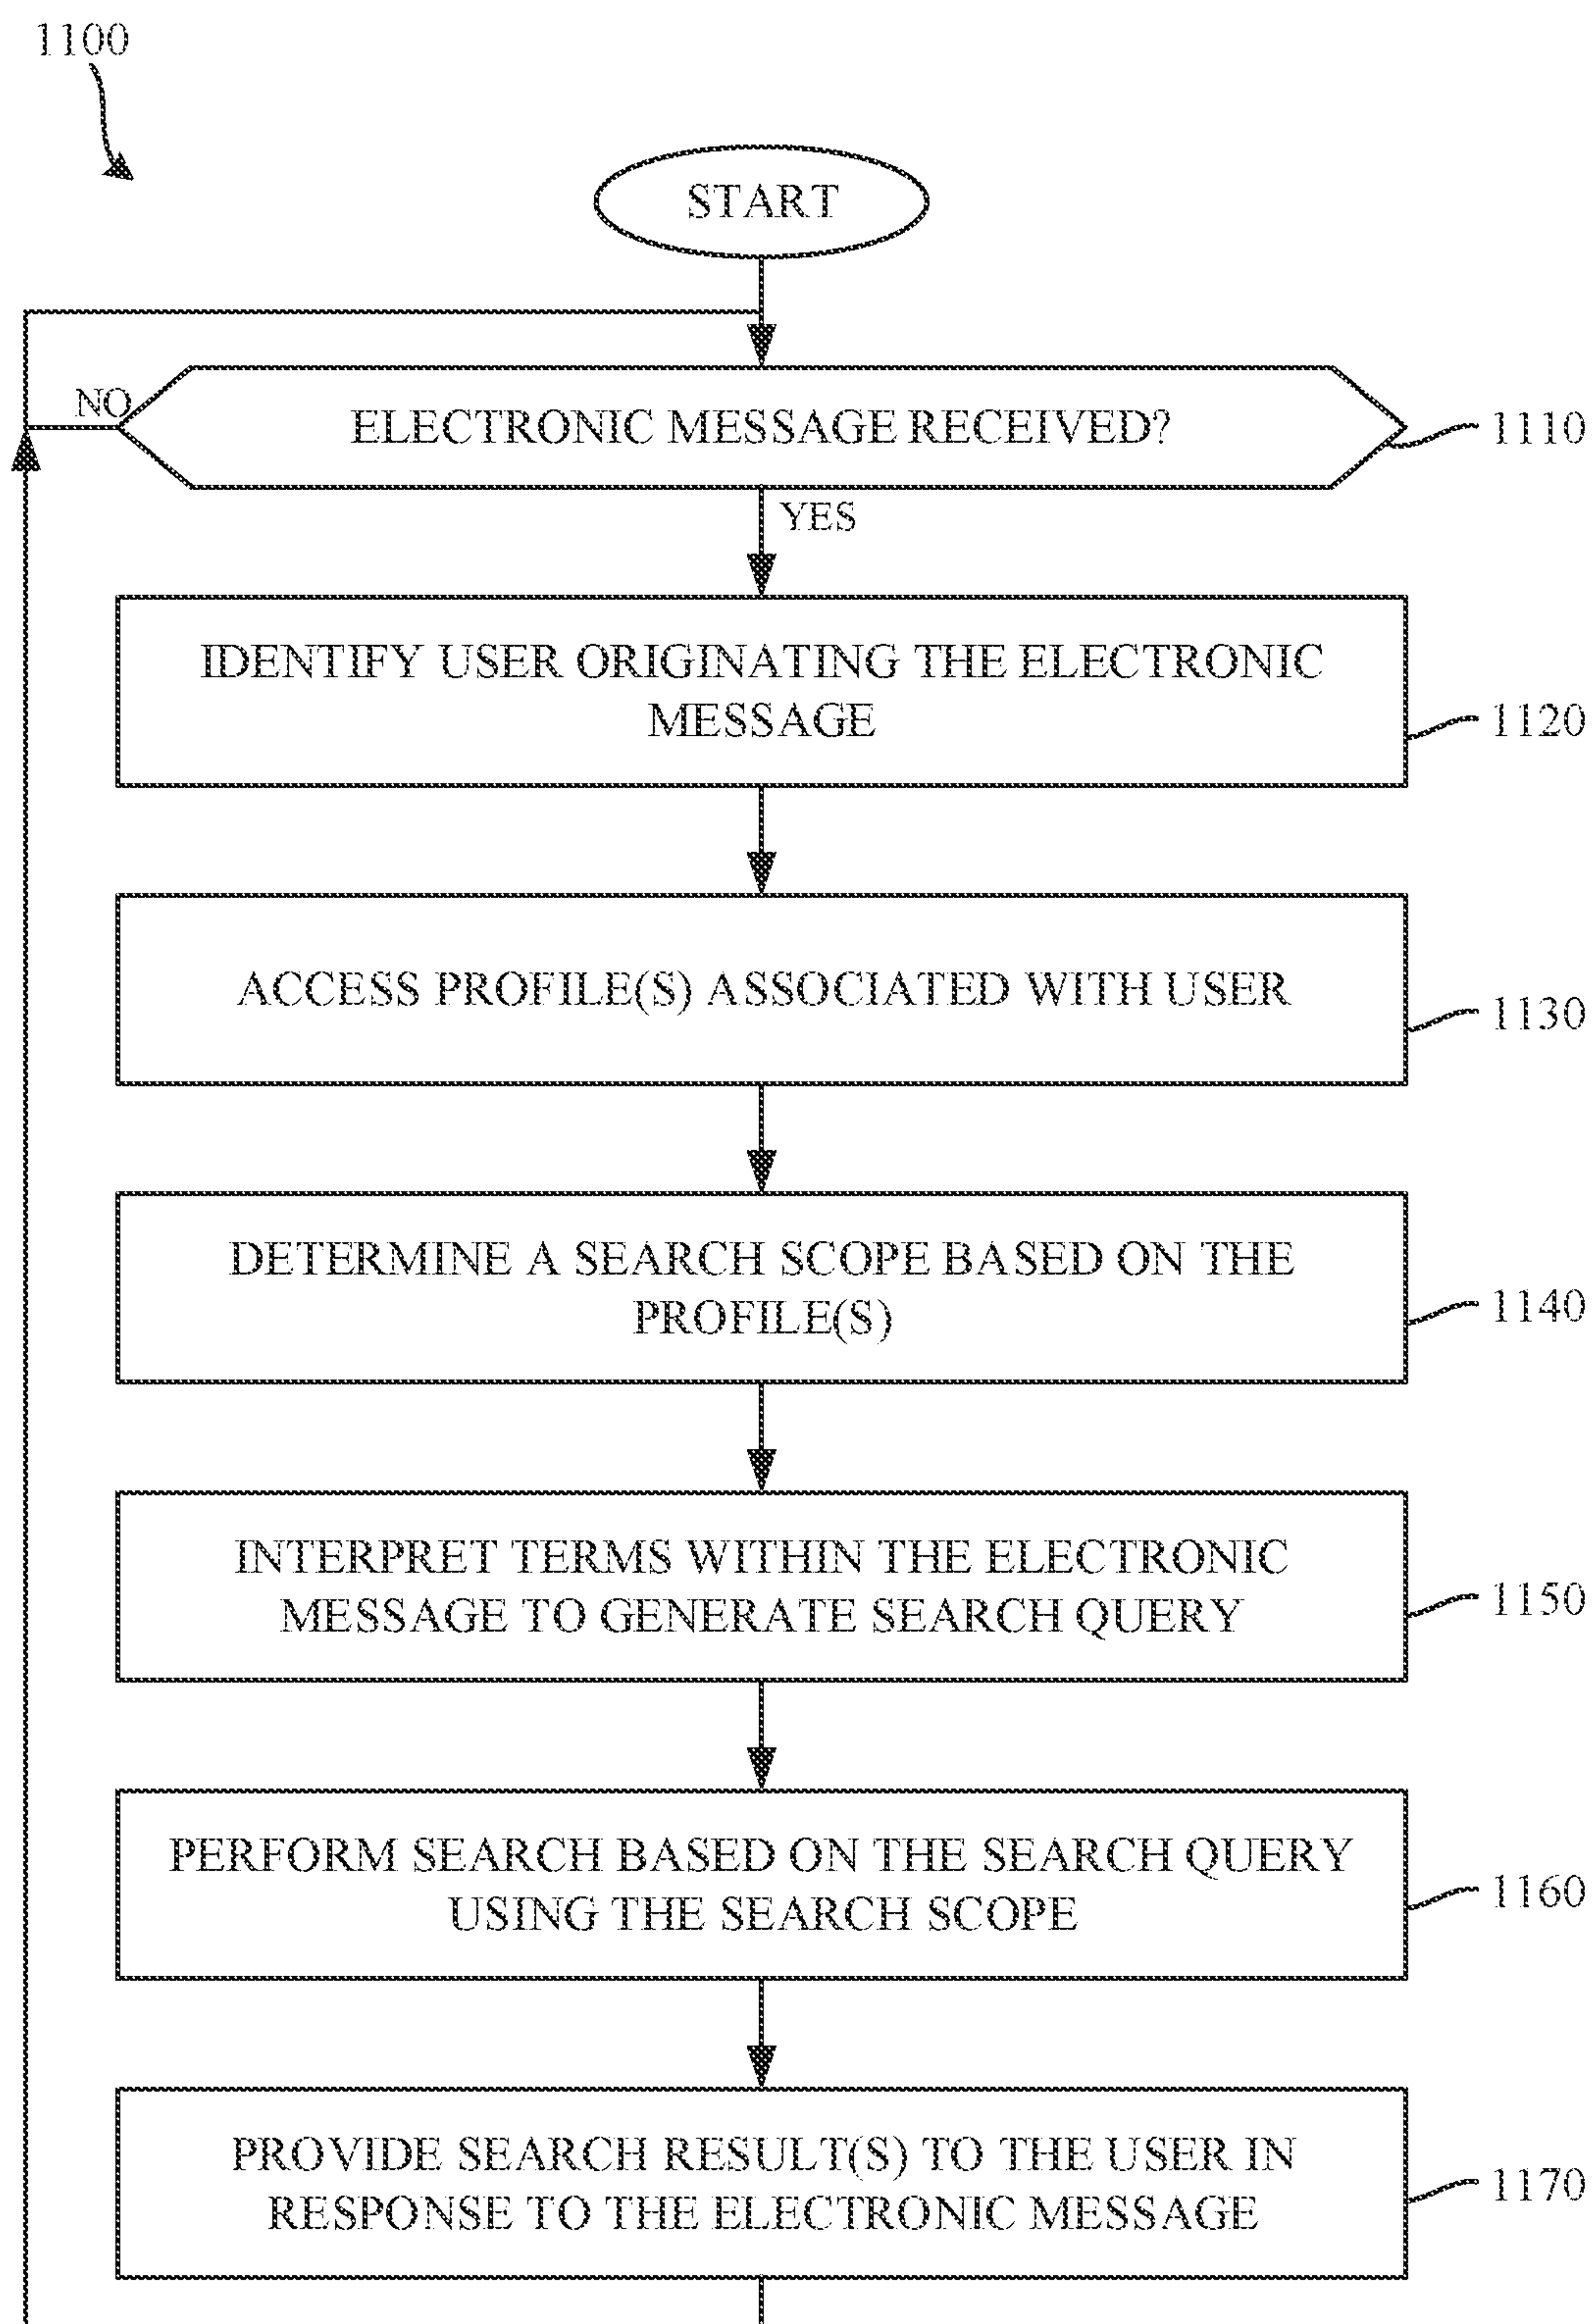 1100
START
NO
ELECTRONIC MESSAGE RECEIVED?
1110
YES
IDENTIFY USER ORIGINATING THE ELECTRONIC
MESSAGE
1120
ACCESS PROFILE(S) ASSOCIATED WITH USER
1130
DETERMINE A SEARCH SCOPE BASED ON THE
PROFILE(S)
1140
INTERPRET TERMS WITHIN THE ELECTRONIC
MESSAGE TO GENERATE SEARCH QUERY
1150
PERFORM SEARCH BASED ON THE SEARCH QUERY
USING THE SEARCH SCOPE
1160
PROVIDE SEARCH RESULT(S) TO THE USER IN
RESPONSE TO THE ELECTRONIC MESSAGE
1170